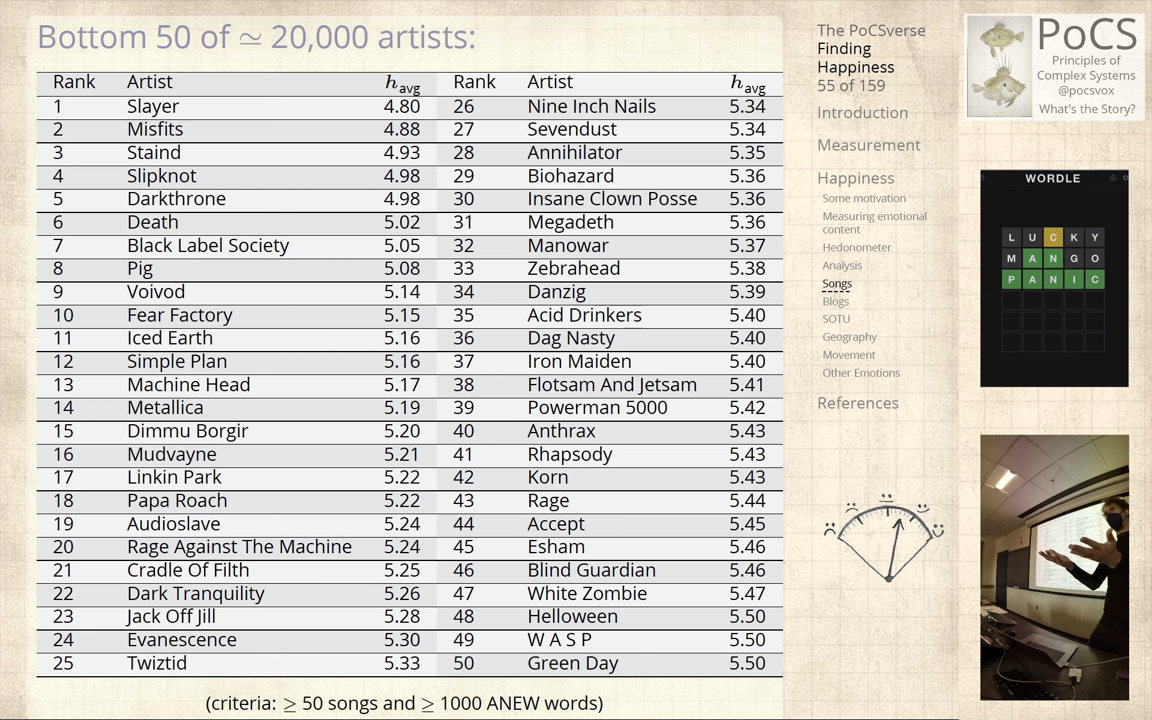 Bottom 50 of ≃ 20,000 artists:
Rank Artist h_avg Rank Artist h_avg
1 Slayer 4.80 26 Nine Inch Nails 5.34
2 Misfits 4.88 27 Sevendust 5.34
3 Staind 4.93 28 Annihilator 5.35
4 Slipknot 4.98 29 Biohazard 5.36
5 Darkthrone 4.98 30 Insane Clown Posse 5.36
6 Death 5.02 31 Megadeth 5.36
7 Black Label Society 5.05 32 Manowar 5.37
8 Pig 5.08 33 Zebrahead 5.38
9 Voivod 5.14 34 Danzig 5.39
10 Fear Factory 5.15 35 Acid Drinkers 5.40
11 Iced Earth 5.16 36 Dag Nasty 5.40
12 Simple Plan 5.16 37 Iron Maiden 5.40
13 Machine Head 5.17 38 Flotsam And Jetsam 5.41
14 Metallica 5.19 39 Powerman 5000 5.42
15 Dimmu Borgir 5.20 40 Anthrax 5.43
16 Mudvayne 5.21 41 Rhapsody 5.43
17 Linkin Park 5.22 42 Korn 5.43
18 Papa Roach 5.22 43 Rage 5.44
19 Audioslave 5.24 44 Accept 5.45
20 Rage Against The Machine 5.24 45 Esham 5.46
21 Cradle Of Filth 5.25 46 Blind Guardian 5.46
22 Dark Tranquility 5.26 47 White Zombie 5.47
23 Jack Off Jill 5.28 48 Helloween 5.50
24 Evanescence 5.30 49 W A S P 5.50
25 Twiztid 5.33 50 Green Day 5.50
(criteria: ≥ 50 songs and ≥ 1000 ANEW words)
The PoCSverse
Finding
Happiness
55 of 159
Introduction
Measurement
Happiness
Some motivation
Measuring emotional
content
Hedonometer
Analysis
Songs
Blogs
SOTU
Geography
Movement
Other Emotions
References
PoCS
Principles of
Complex Systems
@pocsvox
What's the Story?
WORDLE
LUCKY
MANGO
PANIC